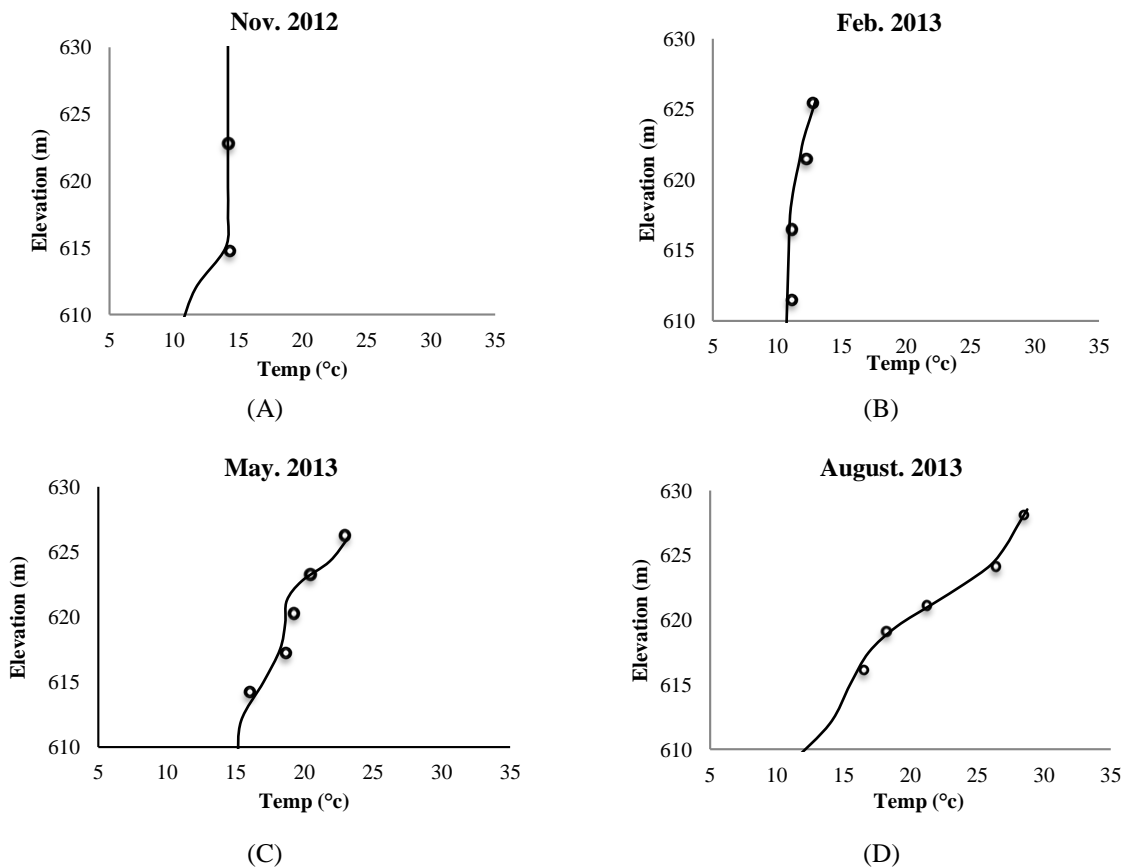 Nov. 2012
630
625
620
615
610
Elevation (m)
5 10 15 20 25 30 35
Temp (°c)
(A)
Feb. 2013
630
625
620
615
610
Elevation (m)
5 10 15 20 25 30 35
Temp (°c)
(B)
May. 2013
630
625
620
615
610
Elevation (m)
5 10 15 20 25 30 35
Temp (°c)
(C)
August. 2013
630
625
620
615
610
Elevation (m)
5 10 15 20 25 30 35
Temp (°c)
(D)